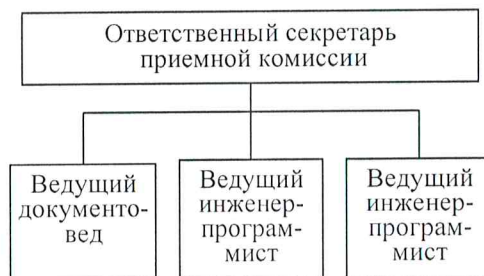 Ответственный секретарь
приемной комиссии
Ведущий
документо-
вед
Ведущий
инженер-
програм-
мист
Ведущий
инженер-
програм-
мист